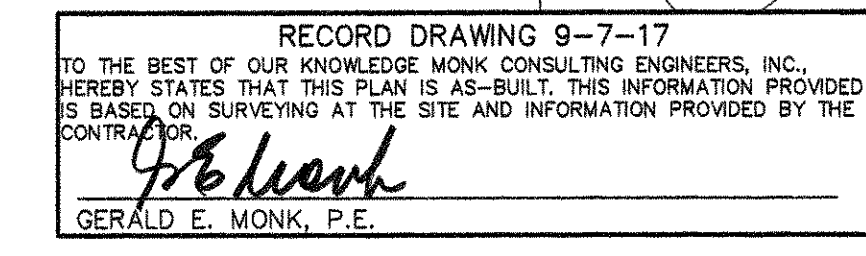 RECORD DRAWING 9-7-17
TO THE BEST OF OUR KNOWLEDGE MONK CONSULTING ENGINEERS, INC.,
HEREBY STATES THAT THIS PLAN IS AS-BUILT. THIS INFORMATION PROVIDED
IS BASED ON SURVEYING AT THE SITE AND INFORMATION PROVIDED BY THE
CONTRACTOR.
GE Monk
GERALD E. MONK, P.E.